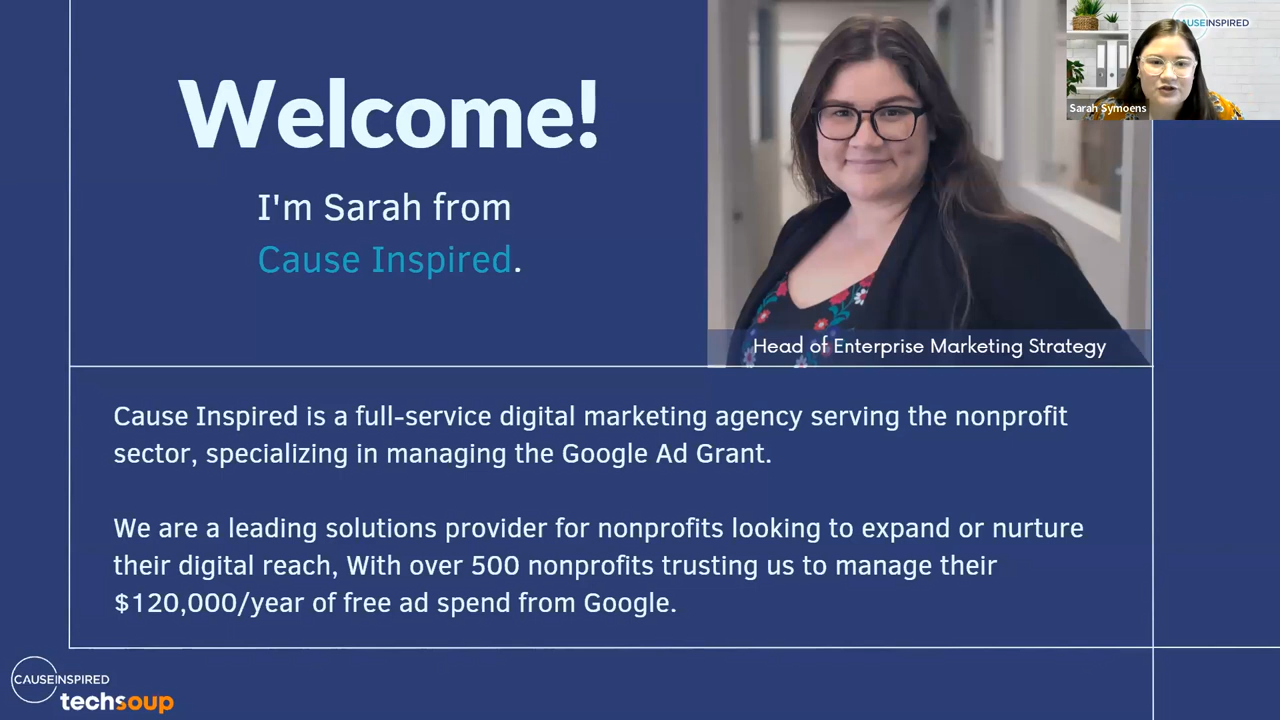 Welcome!
I'm Sarah from
Cause Inspired.
Head of Enterprise Marketing Strategy
CAUSEINSPIRED
Sarah Symoens
Cause Inspired is a full-service digital marketing agency serving the nonprofit
sector, specializing in managing the Google Ad Grant.
We are a leading solutions provider for nonprofits looking to expand or nurture
their digital reach, With over 500 nonprofits trusting us to manage their
$120,000/year of free ad spend from Google.
CAUSEINSPIRED
techsoup